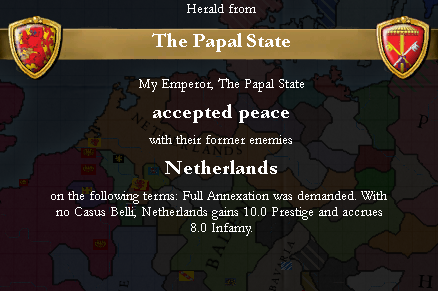 Herald from
The Papal State
My Emperor, The Papal State
accepted peace
with their former enemies
Netherlands
on the following terms: Full Annexation was demanded. With
no Casus Belli, Netherlands gains 10.0 Prestige and accrues
8.0 Infamy.